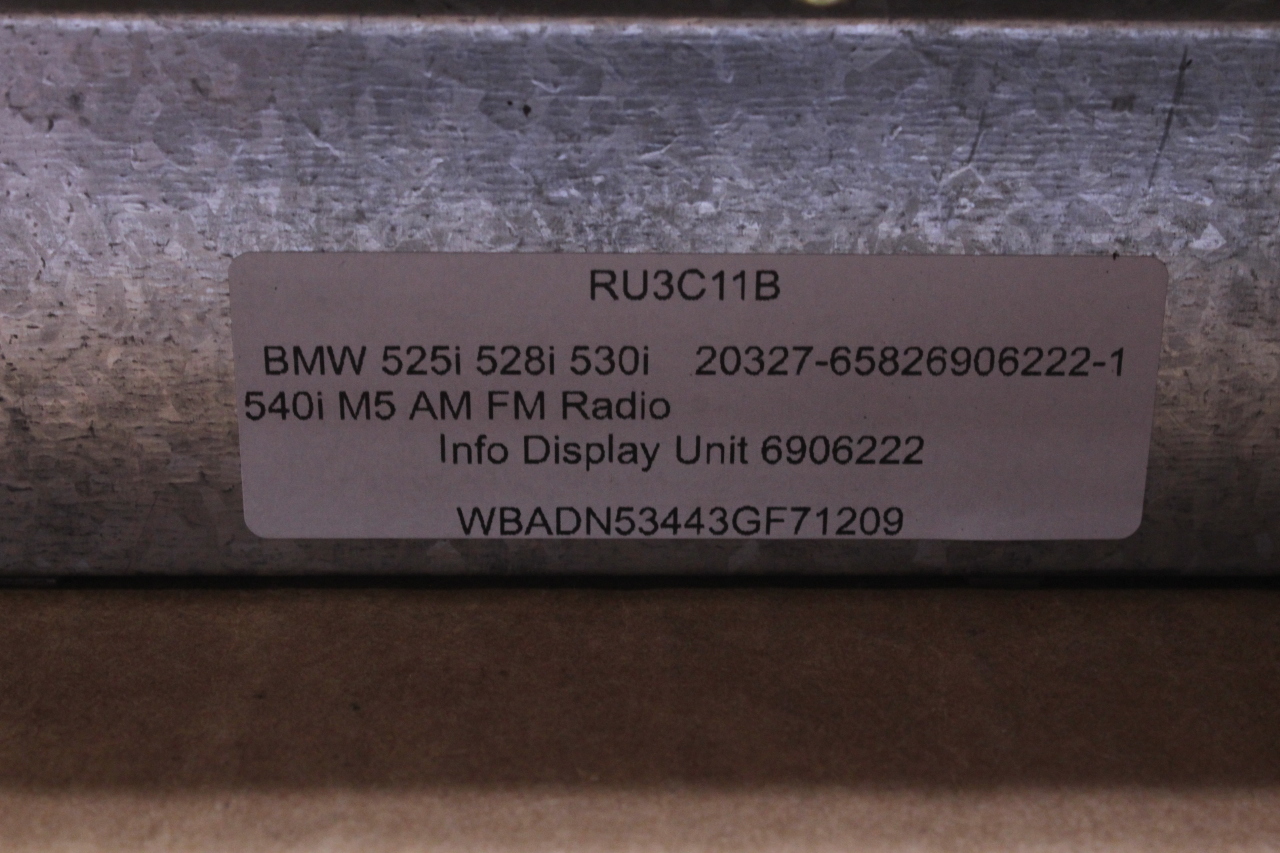 RU3C11B
BMW 525i 528i 530i 20327-65826906222-1
540i M5 AM FM Radio
Info Display Unit 6906222
WBADN53443GF71209